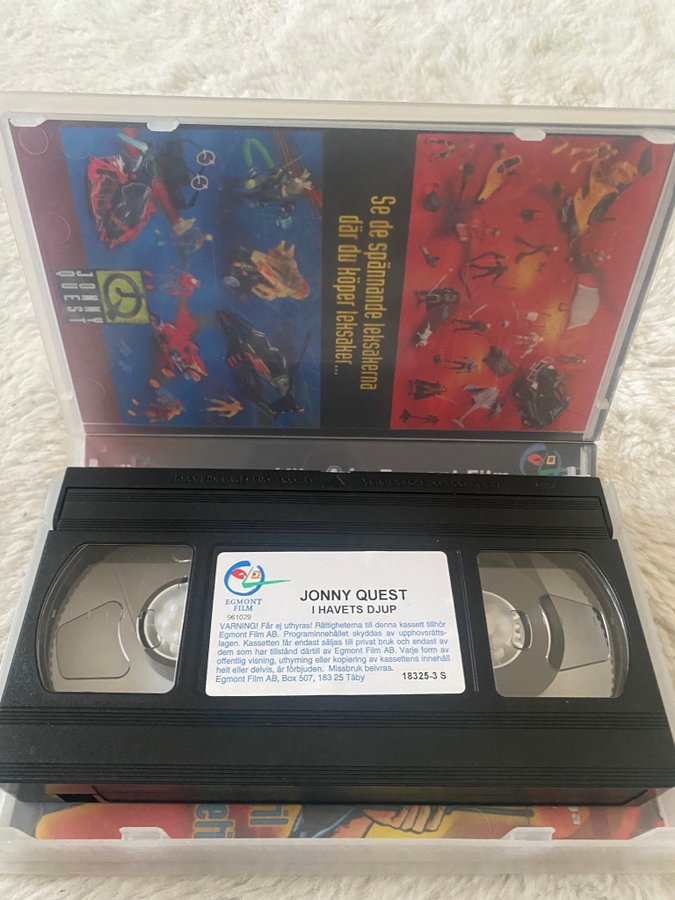 Se de spännande leksakerna
där du köper leksaker...
JONNY
QUEST
Egmont Film
EGMONT
FILM
961029
JONNY QUEST
I HAVETS DJUP
VARNING! Får ej uthyras! Rättigheterna till denna kassett tillhör
Egmont Film AB. Programinnehållet skyddas av upphovsrätts-
lagen. Kassetten får endast säljas till privat bruk och endast av
dem som har tillstånd därtill av Egmont Film AB. Varje form av
offentlig visning, uthyrning eller kopiering av kassettens innehåll
helt eller delvis, är förbjuden. Missbruk beivras.
Egmont Film AB, Box 507, 183 25 Täby
18325-3 S